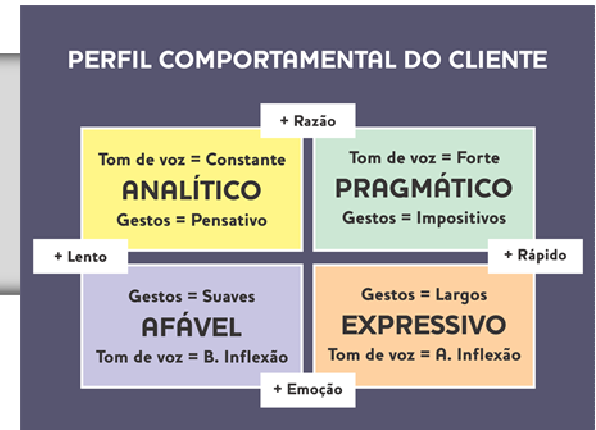 PERFIL COMPORTAMENTAL DO CLIENTE
+ Razão
Tom de voz = Constante
ANALÍTICO
Gestos = Pensativo
Tom de voz = Forte
PRAGMÁTICO
Gestos = Impositivos
+ Lento
+ Rápido
Gestos = Suaves
AFÁVEL
Tom de voz = B. Inflexão
Gestos = Largos
EXPRESSIVO
Tom de voz = A. Inflexão
+ Emoção